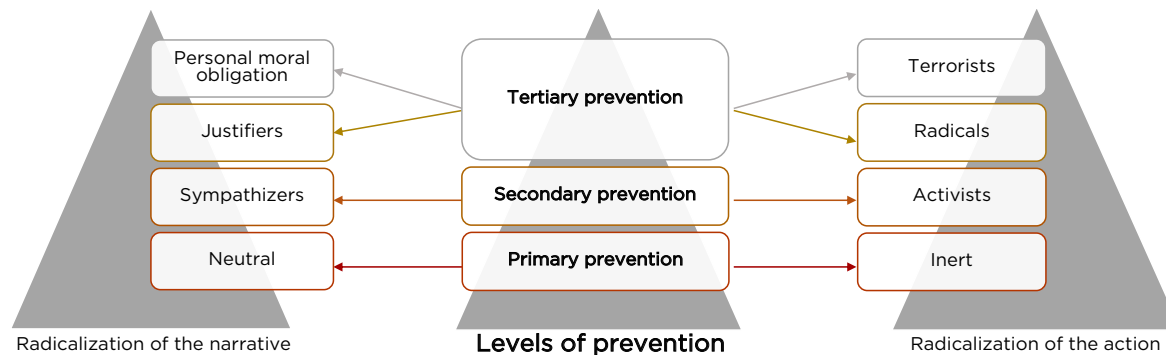 Personal moral
obligation
Justifiers
Sympathizers
Neutral
Radicalization of the narrative
Tertiary prevention
Secondary prevention
Primary prevention
Levels of prevention
Terrorists
Radicals
Activists
Inert
Radicalization of the action